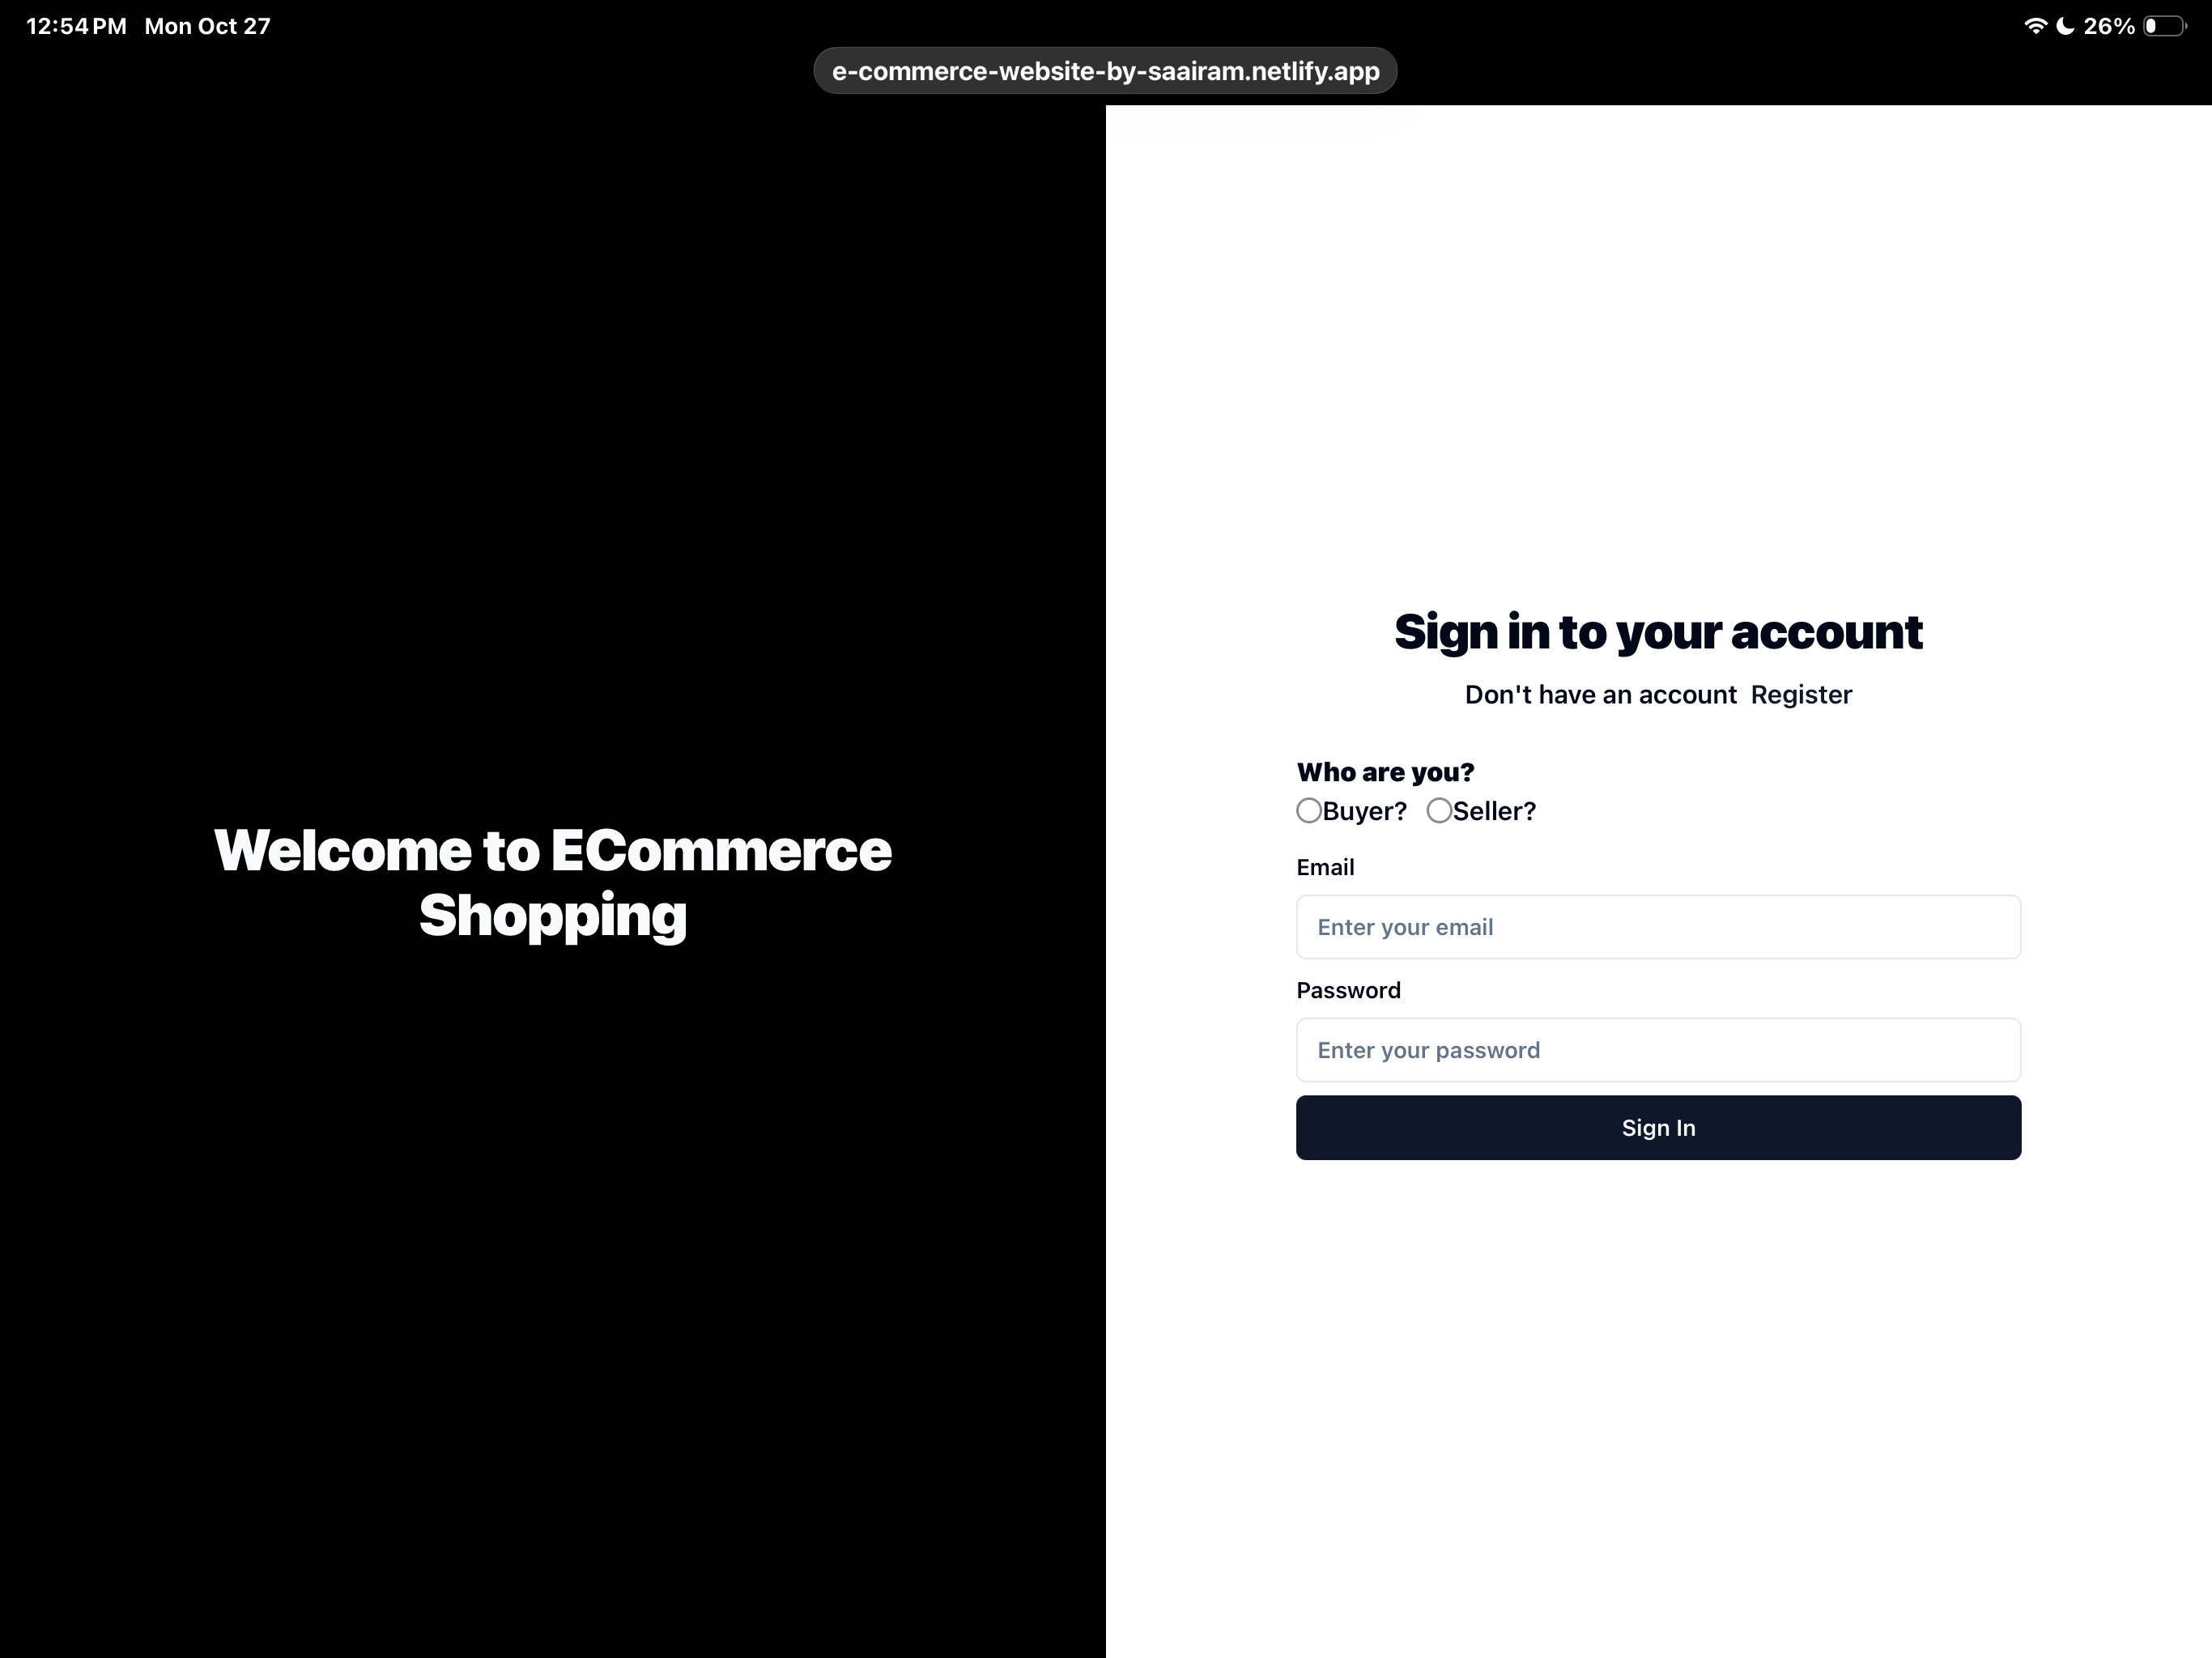 12:54 PM Mon Oct 27
26%
e-commerce-website-by-saairam.netlify.app
Welcome to ECommerce
Shopping
Sign in to your account
Don't have an account Register
Who are you?
Buyer? Seller?
Email
Enter your email
Password
Enter your password
Sign In